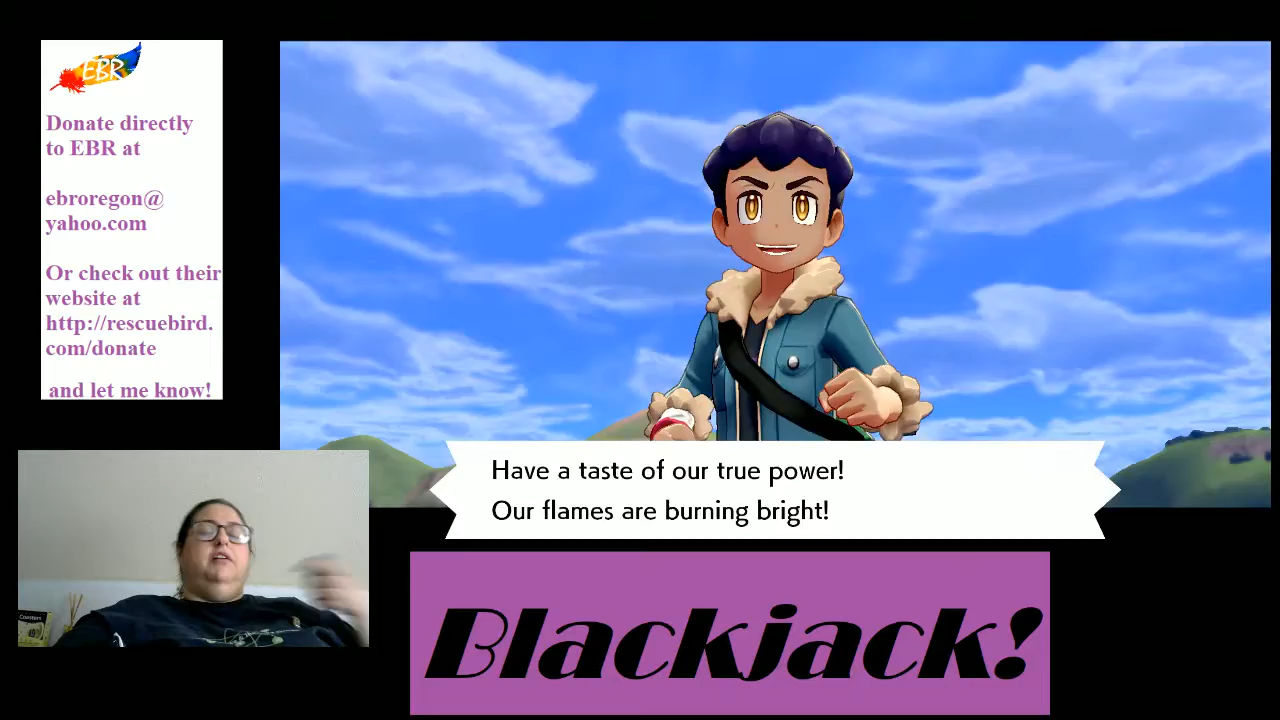 EBR
Donate directly
to EBR at
ebroregon@
yahoo.com
Or check out their
website at
http://rescuebird.
com/donate
and let me know!
Have a taste of our true power!
Our flames are burning bright!
Coasters
Blackjack!